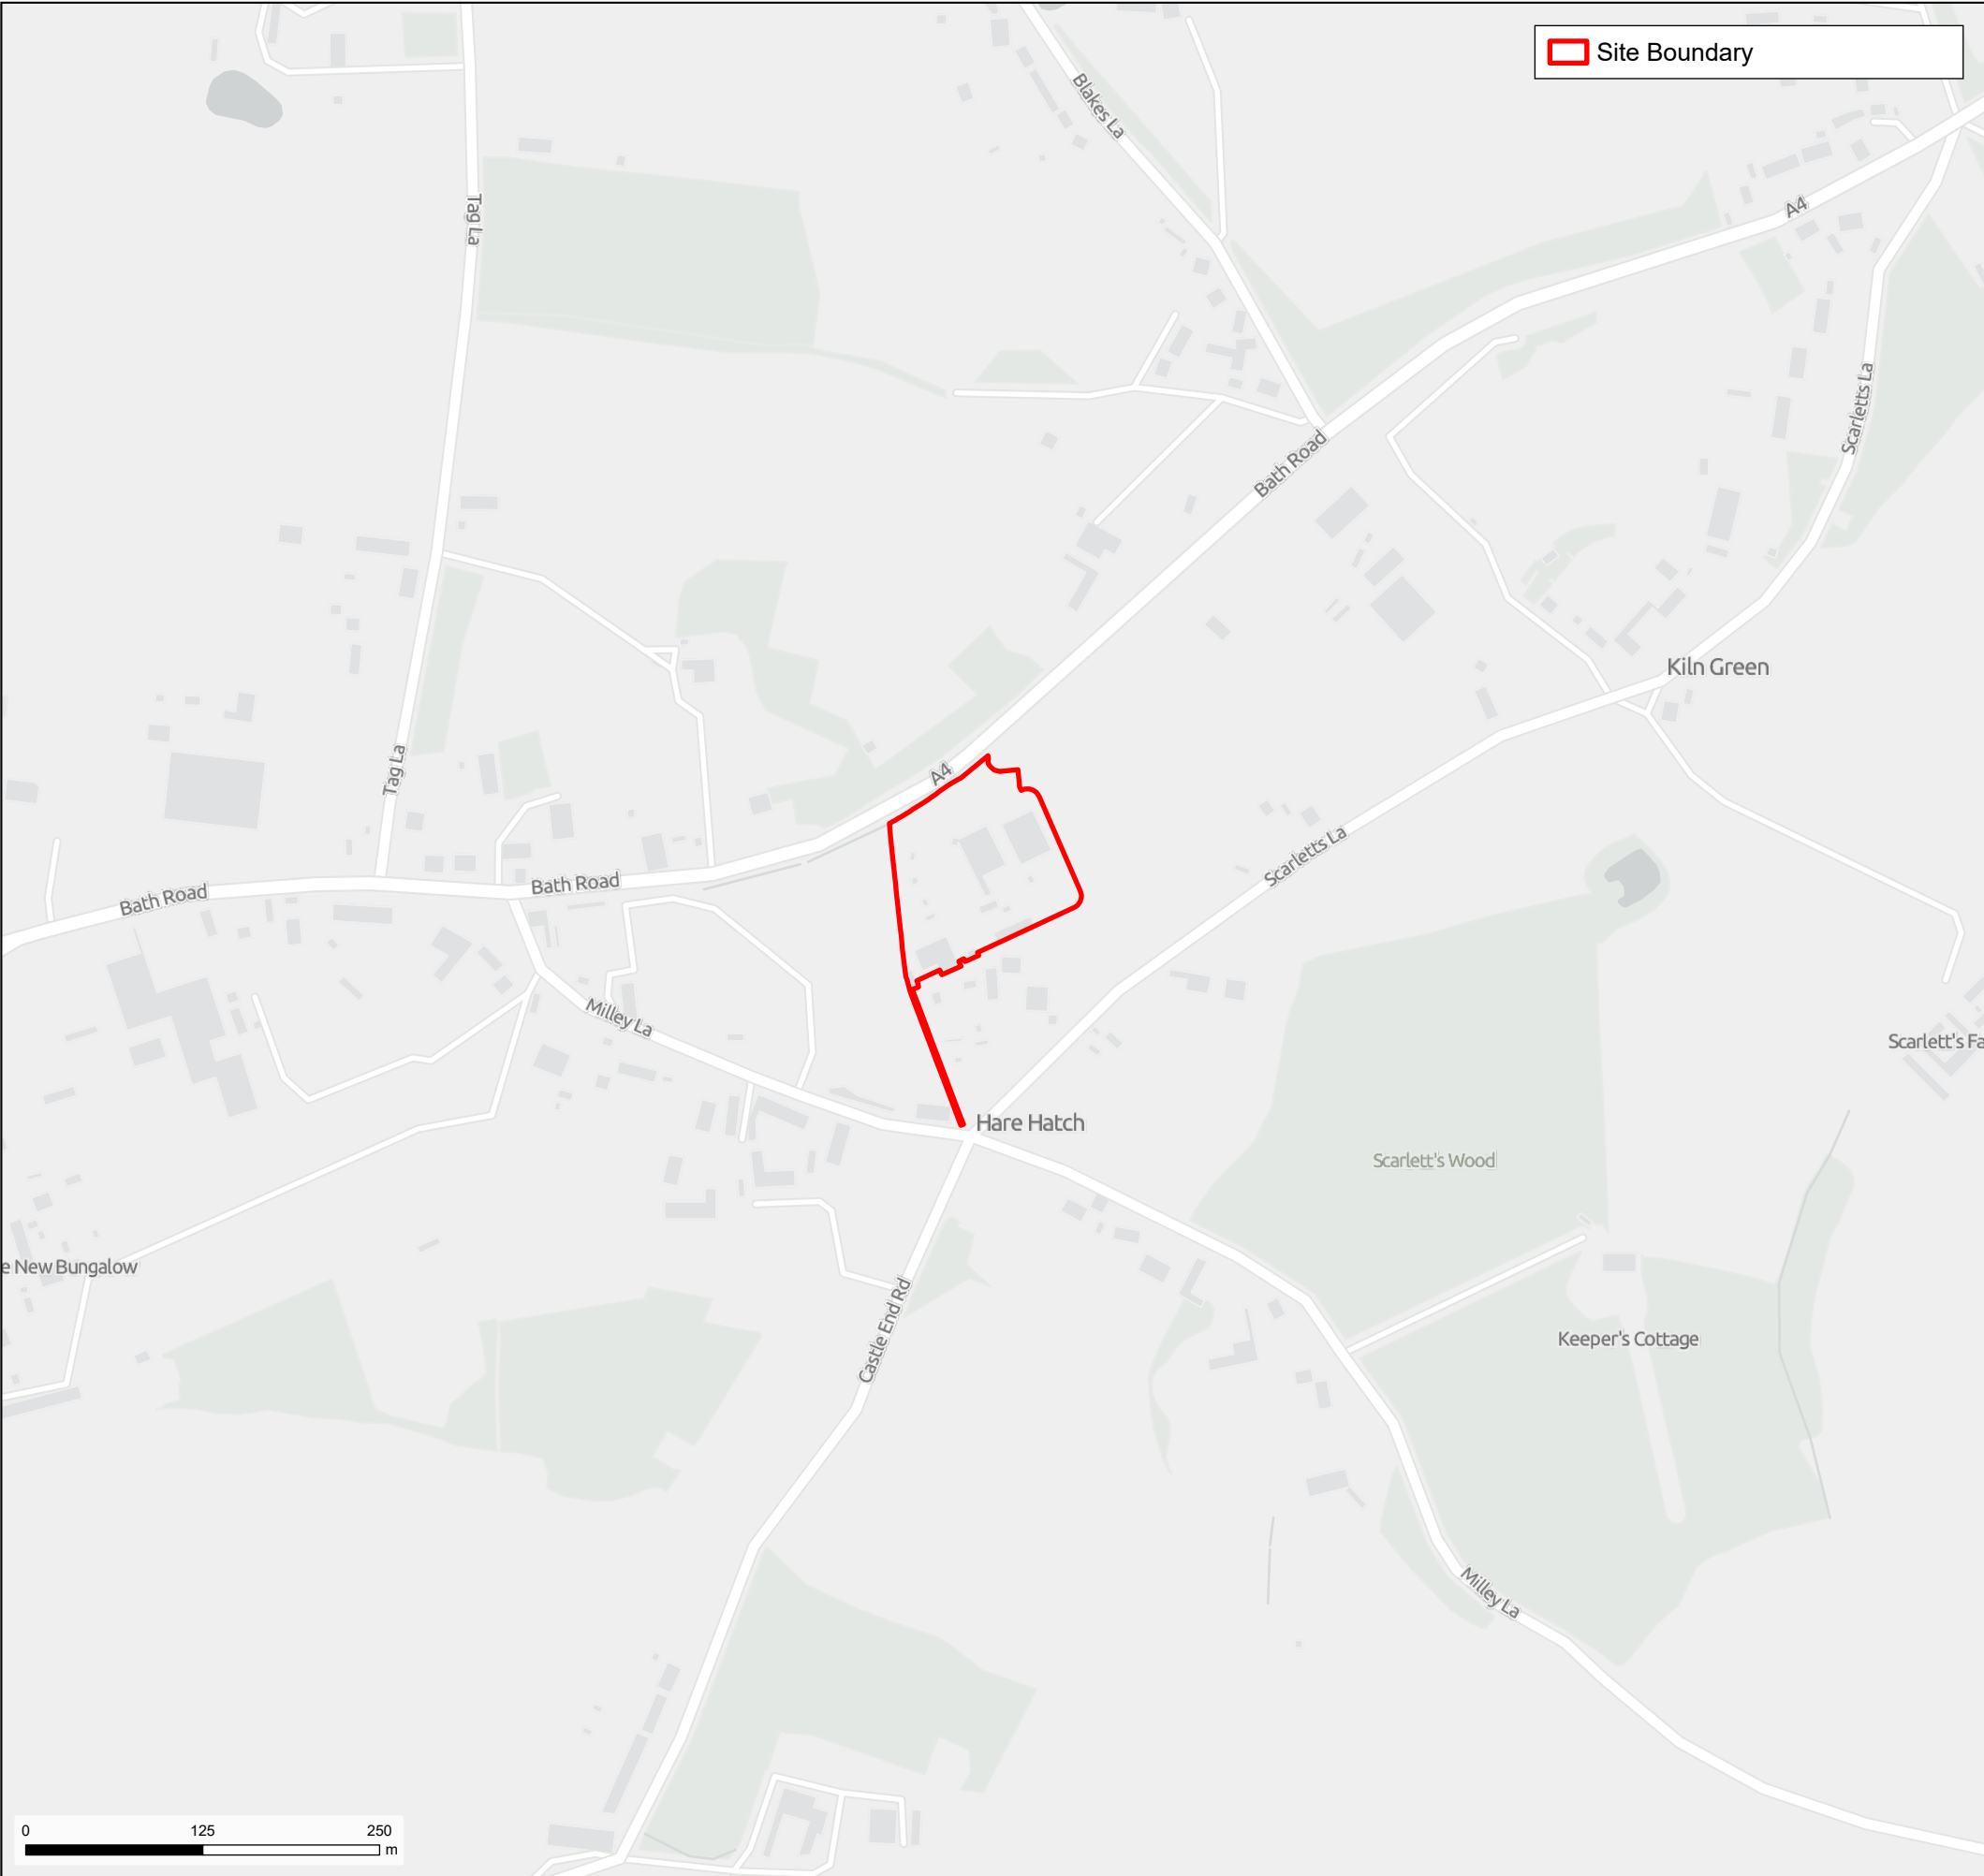 Site Boundary
Blakes La
A4
Tag La
Scarletts La
Bath Road
Kiln Green
Tag La
A4
Scarletts La
Bath Road
Bath Road
Milley La
Scarlett's Fa
Hare Hatch
Scarlett's Wood
e New Bungalow
Castle End Rd
Keeper's Cottage
Milley La
0 125 250
m